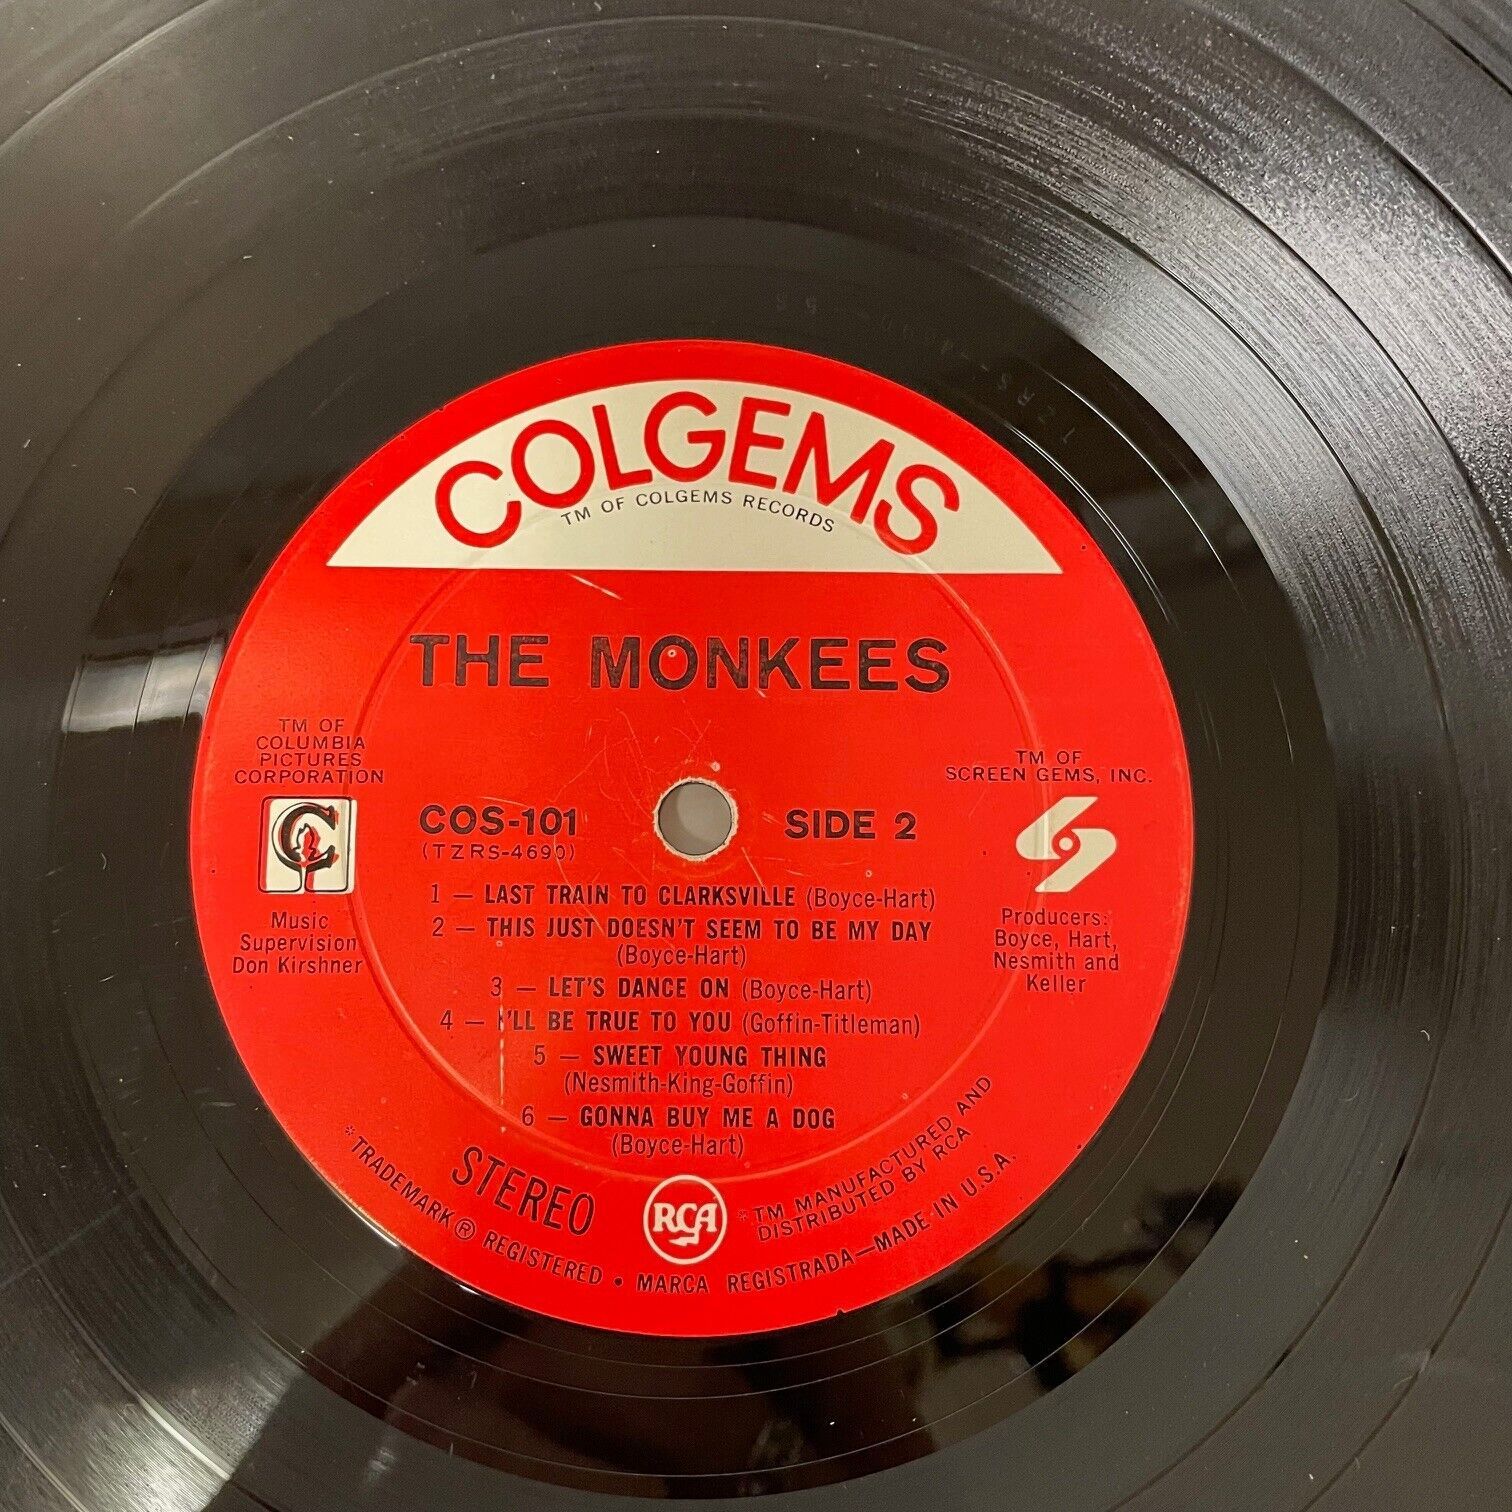 COLGEMS
TM OF COLGEMS RECORDS
THE MONKEES
TM OF
COLUMBIA
PICTURES
CORPORATION
TM OF
SCREEN GEMS, INC.
COS-101
(TZRS-4690)
SIDE 2
Music
Supervision
Don Kirshner
Producers:
Boyce, Hart,
Nesmith and
Keller
1 — LAST TRAIN TO CLARKSVILLE (Boyce-Hart)
2 — THIS JUST DOESN'T SEEM TO BE MY DAY
(Boyce-Hart)
3 — LET'S DANCE ON (Boyce-Hart)
4 — I'LL BE TRUE TO YOU (Goffin-Titleman)
5 — SWEET YOUNG THING
(Nesmith-King-Goffin)
6 — GONNA BUY ME A DOG
(Boyce-Hart)
STEREO
RCA
*TM MANUFACTURED AND
DISTRIBUTED BY RCA
*TRADEMARK ® REGISTERED • MARCA REGISTRADA—MADE IN U.S.A.